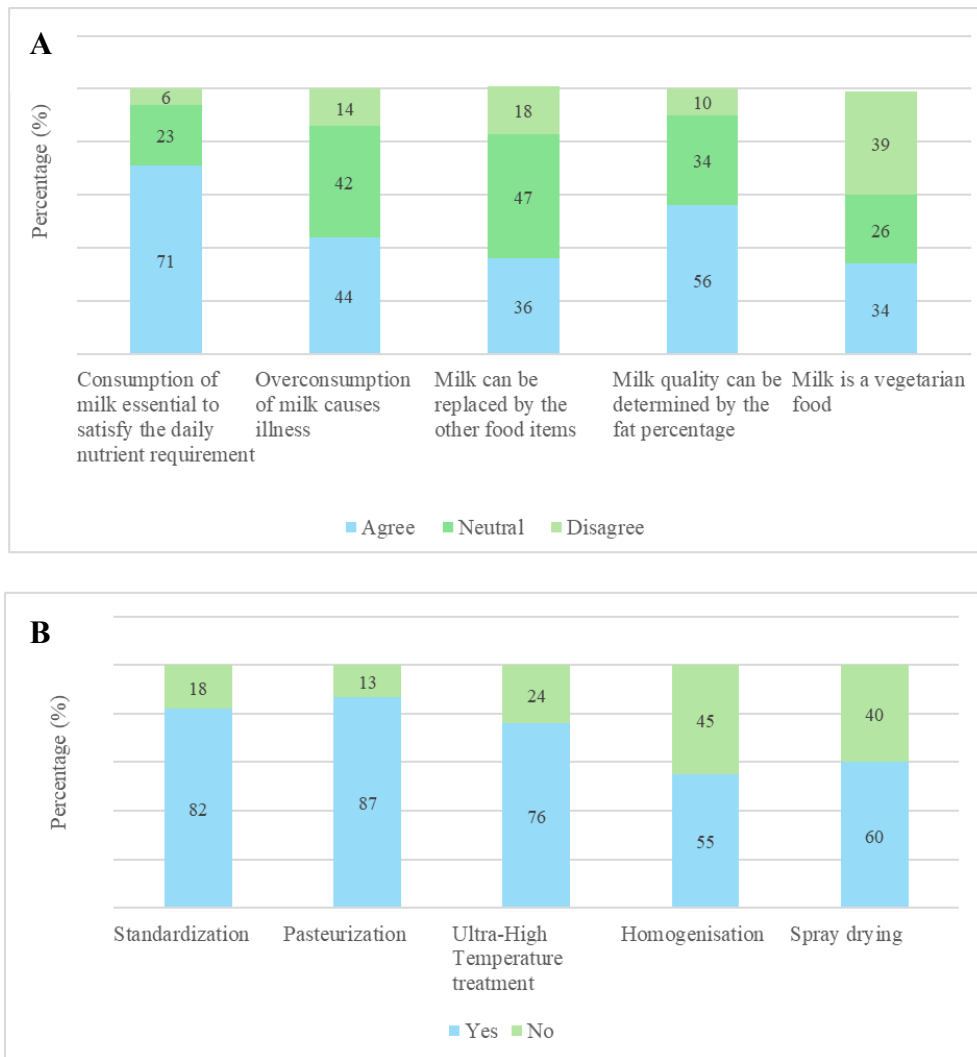 A
Percentage (%)
6
14
18
10
39
23
42
47
34
26
71
44
36
56
34
Consumption of
milk essential to
satisfy the daily
nutrient requirement
Overconsumption
of milk causes
illness
Milk can be
replaced by the
other food items
Milk quality can be
determined by the
fat percentage
Milk is a vegetarian
food
Agree Neutral Disagree
B
Percentage (%)
18
13
24
45
40
82
87
76
55
60
Standardization
Pasteurization
Ultra-High
Temperature
treatment
Homogenisation
Spray drying
Yes No